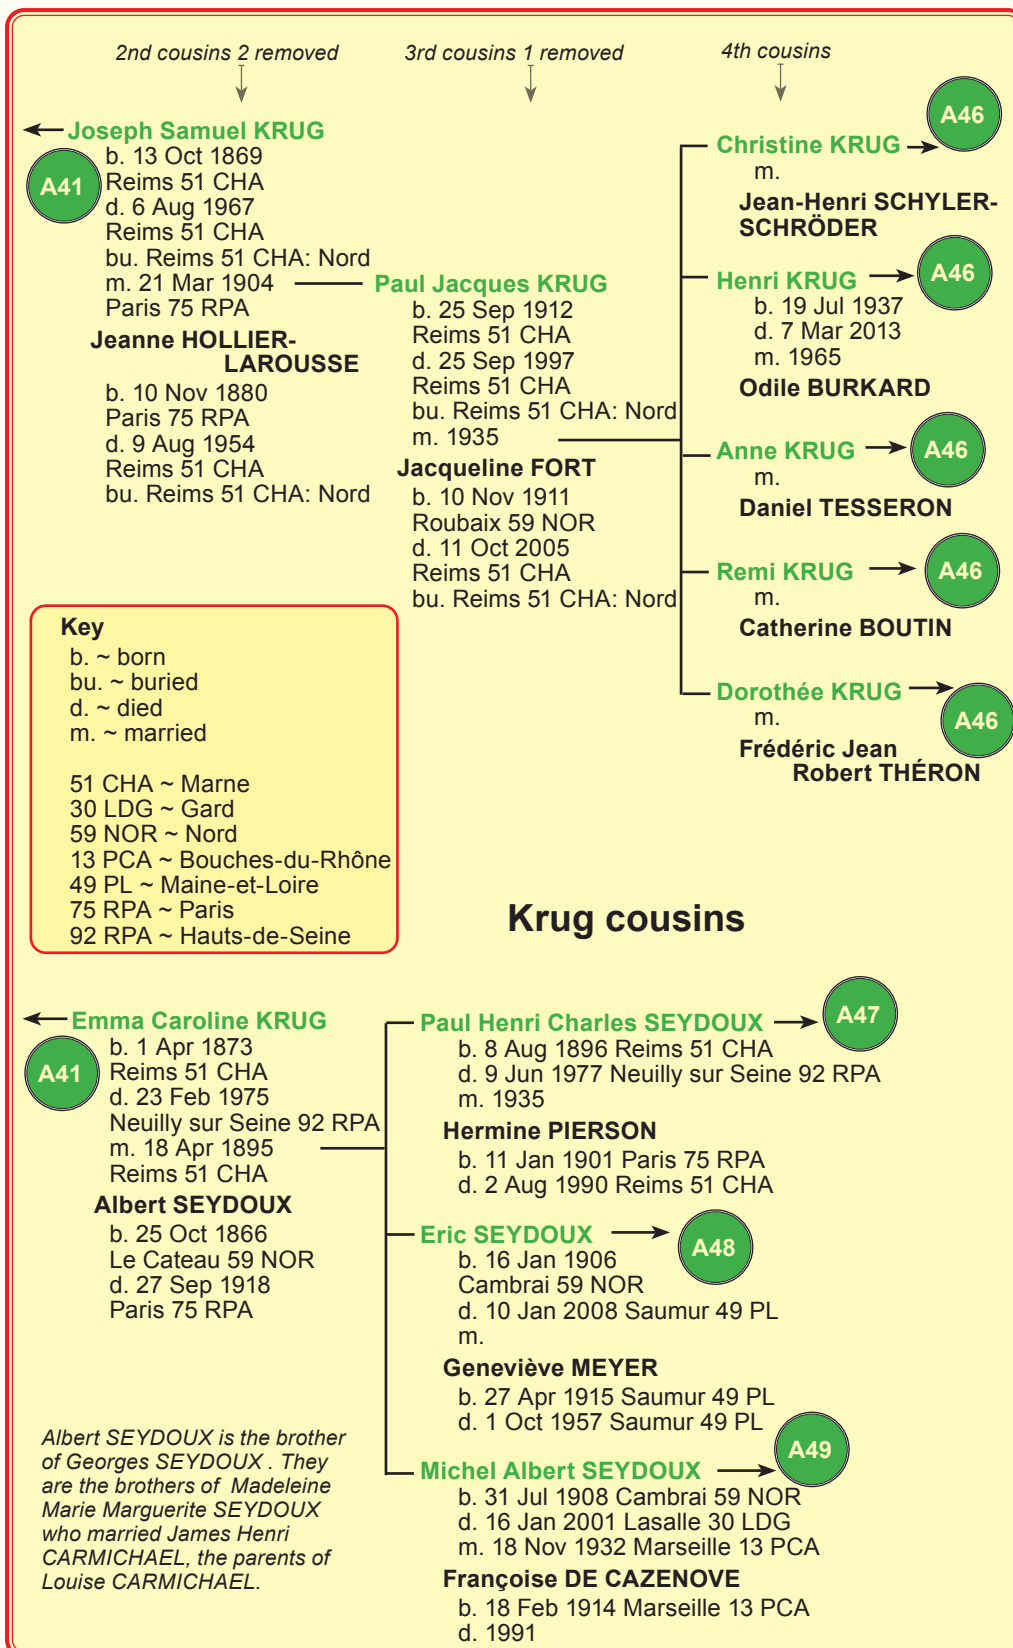 2nd cousins 2 removed
3rd cousins 1 removed
4th cousins
Joseph Samuel KRUG
A41
b. 13 Oct 1869
Reims 51 CHA
d. 6 Aug 1967
Reims 51 CHA
bu. Reims 51 CHA: Nord
m. 21 Mar 1904
Paris 75 RPA
Jeanne HOLLIER-
LAROUSSE
b. 10 Nov 1880
Paris 75 RPA
d. 9 Aug 1954
Reims 51 CHA
bu. Reims 51 CHA: Nord
Paul Jacques KRUG
b. 25 Sep 1912
Reims 51 CHA
d. 25 Sep 1997
Reims 51 CHA
bu. Reims 51 CHA: Nord
m. 1935
Jacqueline FORT
b. 10 Nov 1911
Roubaix 59 NOR
d. 11 Oct 2005
Reims 51 CHA
bu. Reims 51 CHA: Nord
Christine KRUG
A46
m.
Jean-Henri SCHYLER-
SCHRÖDER
Henri KRUG
A46
b. 19 Jul 1937
d. 7 Mar 2013
m. 1965
Odile BURKARD
Anne KRUG
A46
m.
Daniel TESSERON
Remi KRUG
A46
m.
Catherine BOUTIN
Dorothée KRUG
A46
m.
Frédéric Jean
Robert THÉRON
Key
b. ~ born
bu. ~ buried
d. ~ died
m. ~ married
51 CHA ~ Marne
30 LDG ~ Gard
59 NOR ~ Nord
13 PCA ~ Bouches-du-Rhône
49 PL ~ Maine-et-Loire
75 RPA ~ Paris
92 RPA ~ Hauts-de-Seine
Krug cousins
Emma Caroline KRUG
A41
b. 1 Apr 1873
Reims 51 CHA
d. 23 Feb 1975
Neuilly sur Seine 92 RPA
m. 18 Apr 1895
Reims 51 CHA
Albert SEYDOUX
b. 25 Oct 1866
Le Cateau 59 NOR
d. 27 Sep 1918
Paris 75 RPA
Paul Henri Charles SEYDOUX
A47
b. 8 Aug 1896 Reims 51 CHA
d. 9 Jun 1977 Neuilly sur Seine 92 RPA
m. 1935
Hermine PIERSON
b. 11 Jan 1901 Paris 75 RPA
d. 2 Aug 1990 Reims 51 CHA
Eric SEYDOUX
A48
b. 16 Jan 1906
Cambrai 59 NOR
d. 10 Jan 2008 Saumur 49 PL
m.
Geneviève MEYER
b. 27 Apr 1915 Saumur 49 PL
d. 1 Oct 1957 Saumur 49 PL
Michel Albert SEYDOUX
A49
b. 31 Jul 1908 Cambrai 59 NOR
d. 16 Jan 2001 Lasalle 30 LDG
m. 18 Nov 1932 Marseille 13 PCA
Françoise DE CAZENOVE
b. 18 Feb 1914 Marseille 13 PCA
d. 1991
Albert SEYDOUX is the brother
of Georges SEYDOUX . They
are the brothers of Madeleine
Marie Marguerite SEYDOUX
who married James Henri
CARMICHAEL, the parents of
Louise CARMICHAEL.